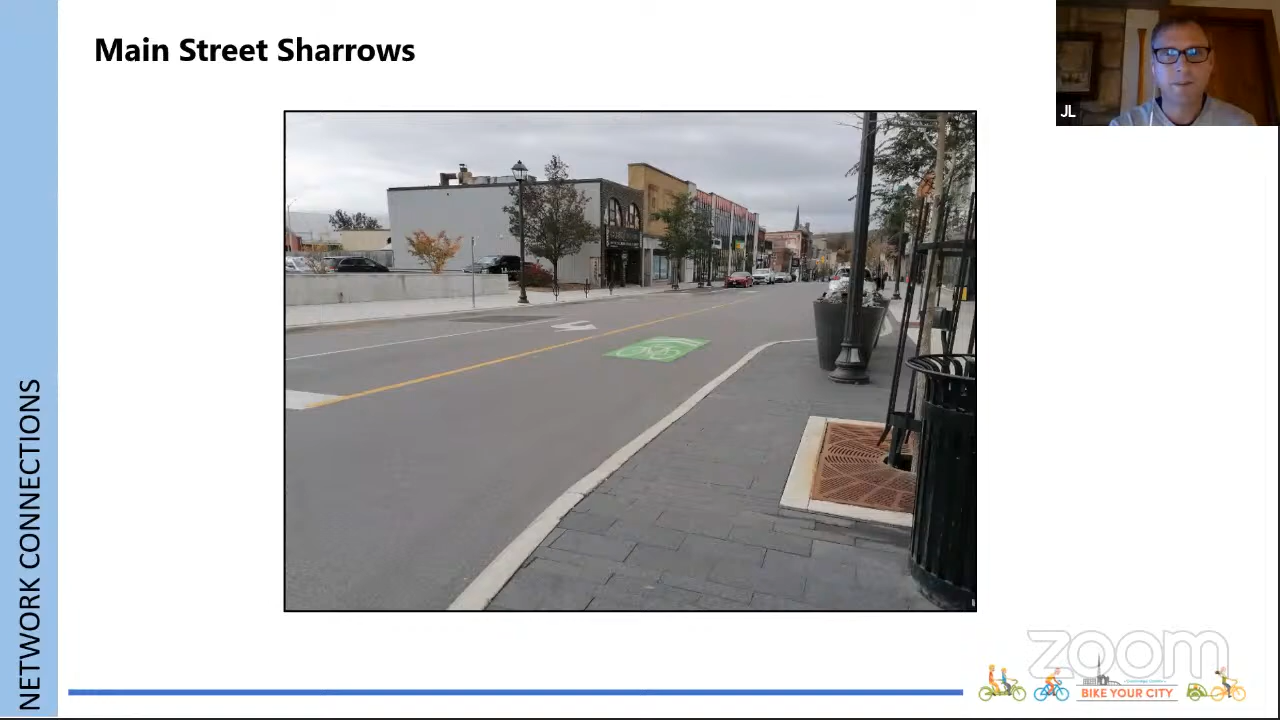 Main Street Sharrows
JL
NETWORK CONNECTIONS
zoom
BIKE YOUR CITY